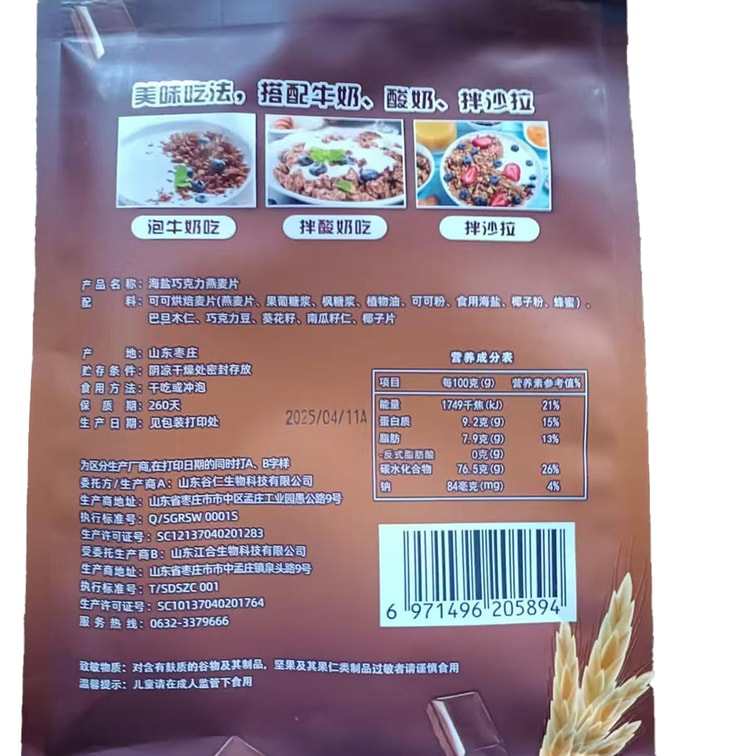 美味吃法，搭配牛奶、酸奶、拌沙拉
泡牛奶吃
拌酸奶吃
拌沙拉
产品名称：海盐巧克力燕麦片
配料：可可烘焙麦片(燕麦片、果葡糖浆、枫糖浆、植物油、可可粉、食用海盐、椰子粉、蜂蜜)、
巴旦木仁、巧克力豆、葵花籽、南瓜籽仁、椰子片
产地：山东枣庄
贮存条件：阴凉干燥处密封存放
食用方法：干吃或冲泡
保质期：260天
生产日期：见包装打印处
2025/04/11A
营养成分表
项目 每100克(g) 营养素参考值%
能量 1749千焦(kJ) 21%
蛋白质 9.2克(g) 15%
脂肪 7.9克(g) 13%
-反式脂肪酸 0克(g)
碳水化合物 76.5克(g) 26%
钠 84毫克(mg) 4%
为区分生产厂商,在打印日期的同时打A、B字样
委托方/生产商A：山东谷仁生物科技有限公司
生产商地址：山东省枣庄市市中区孟庄工业园愚公路9号
执行标准号：Q/SGRSW 0001S
生产许可证号：SC12137040201283
受委托生产商B：山东江合生物科技有限公司
生产商地址：山东省枣庄市市中孟庄镇泉头路9号
执行标准号：T/SDSZC 001
生产许可证号：SC10137040201764
服务热线：0632-3379666
6 971496 205894
致敏物质：对含有麸质的谷物及其制品，坚果及其果仁类制品过敏者请谨慎食用
温馨提示：儿童请在成人监管下食用